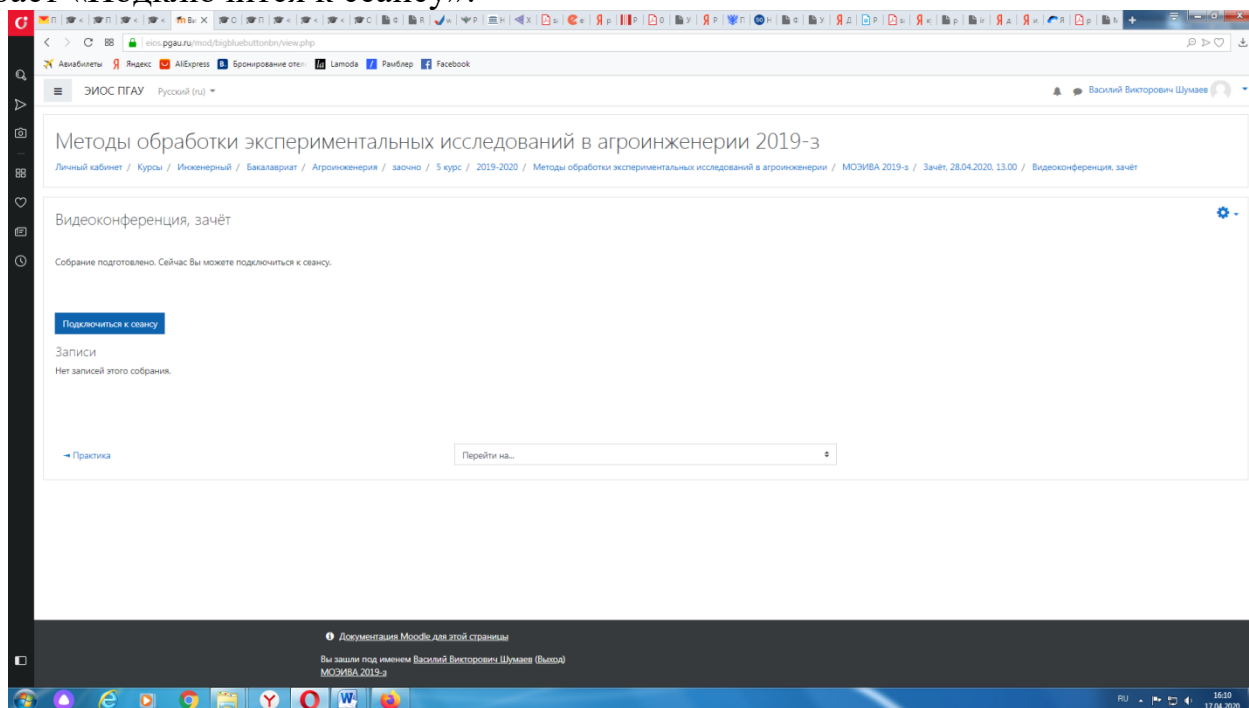 «Подключится к сеансу».
eios.pgau.ru/mod/bigbluebuttonbn/view.php
Авиабилеты Яндекс AliExpress Бронирование отел Lamoda Рамблер Facebook
ЭИОС ПГАУ Русский (ru)
Василий Викторович Шумаев
Методы обработки экспериментальных исследований в агроинженерии 2019-з
Личный кабинет / Курсы / Инженерный / Бакалавриат / Агроинженерия / заочно / 5 курс / 2019-2020 / Методы обработки экспериментальных исследований в агроинженерии / МОЭИВА 2019-з / Зачёт, 28.04.2020, 13.00 / Видеоконференция, зачёт
Видеоконференция, зачёт
Собрание подготовлено. Сейчас Вы можете подключиться к сеансу.
Подключиться к сеансу
Записи
Нет записей этого собрания.
◄ Практика
Перейти на...
Документация Moodle для этой страницы
Вы зашли под именем Василий Викторович Шумаев (Выход)
МОЭИВА 2019-з
RU
16:10
17.04.2020